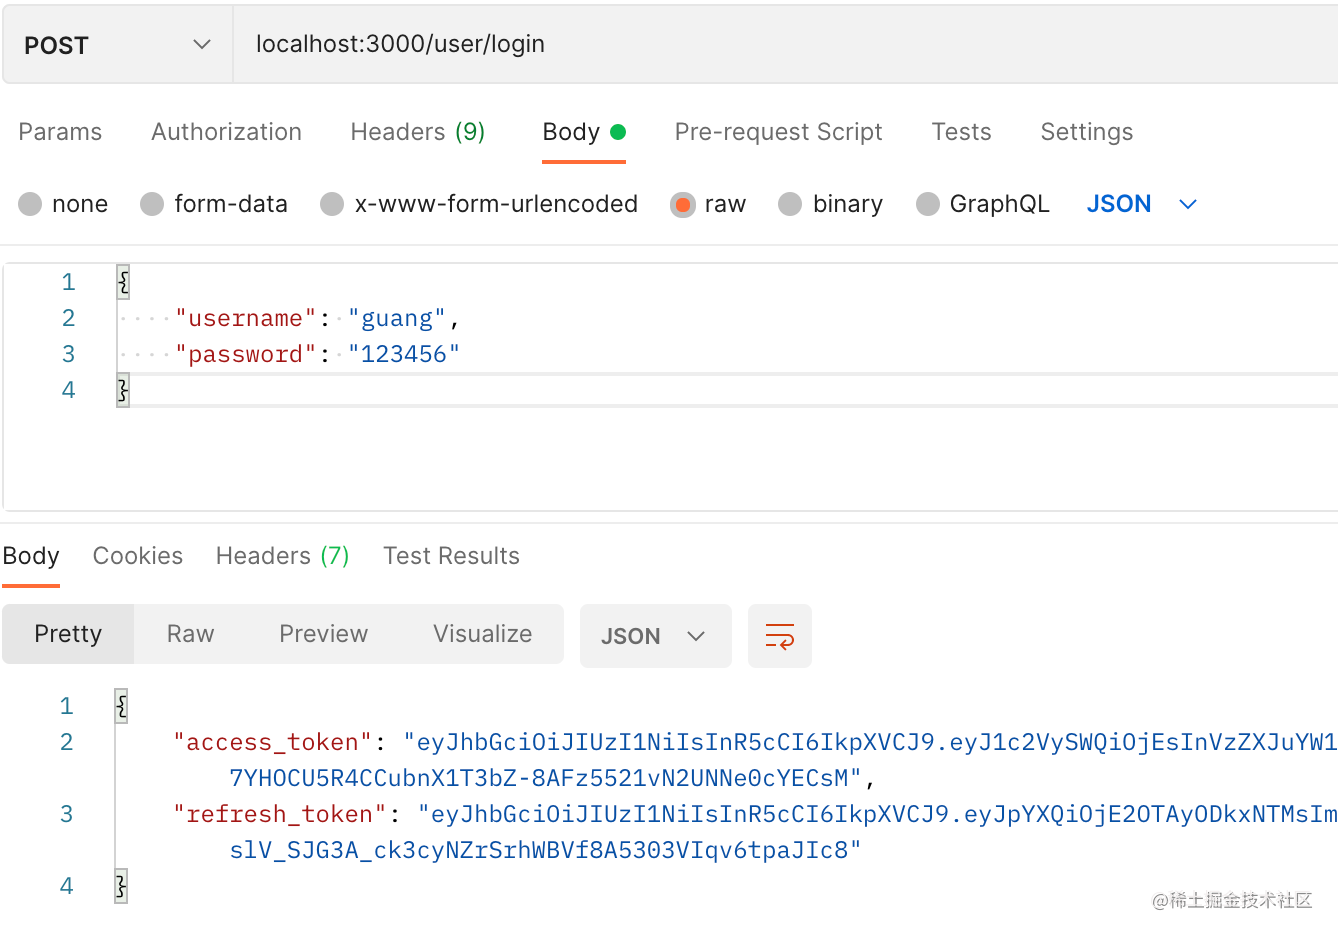 POST localhost:3000/user/login
Params Authorization Headers (9) Body Pre-request Script Tests Settings
none form-data x-www-form-urlencoded raw binary GraphQL JSON
1 {
2 "username": "guang",
3 "password": "123456"
4 }
Body Cookies Headers (7) Test Results
Pretty Raw Preview Visualize JSON
1 {
2 "access_token": "eyJhbGciOiJIUzI1NiIsInR5cCI6IkpXVCJ9.eyJ1c2VySWQiOjEsInVzZXJuYW1
7YHOCU5R4CCubnX1T3bZ-8AFz5521vN2UNNe0cYECsM",
3 "refresh_token": "eyJhbGciOiJIUzI1NiIsInR5cCI6IkpXVCJ9.eyJpYXQiOjE2OTAyODkxNTMsIm
slV_SJG3A_ck3cyNZrSrhWBVf8A5303VIqv6tpaJIc8"
4 }
@稀土掘金技术社区